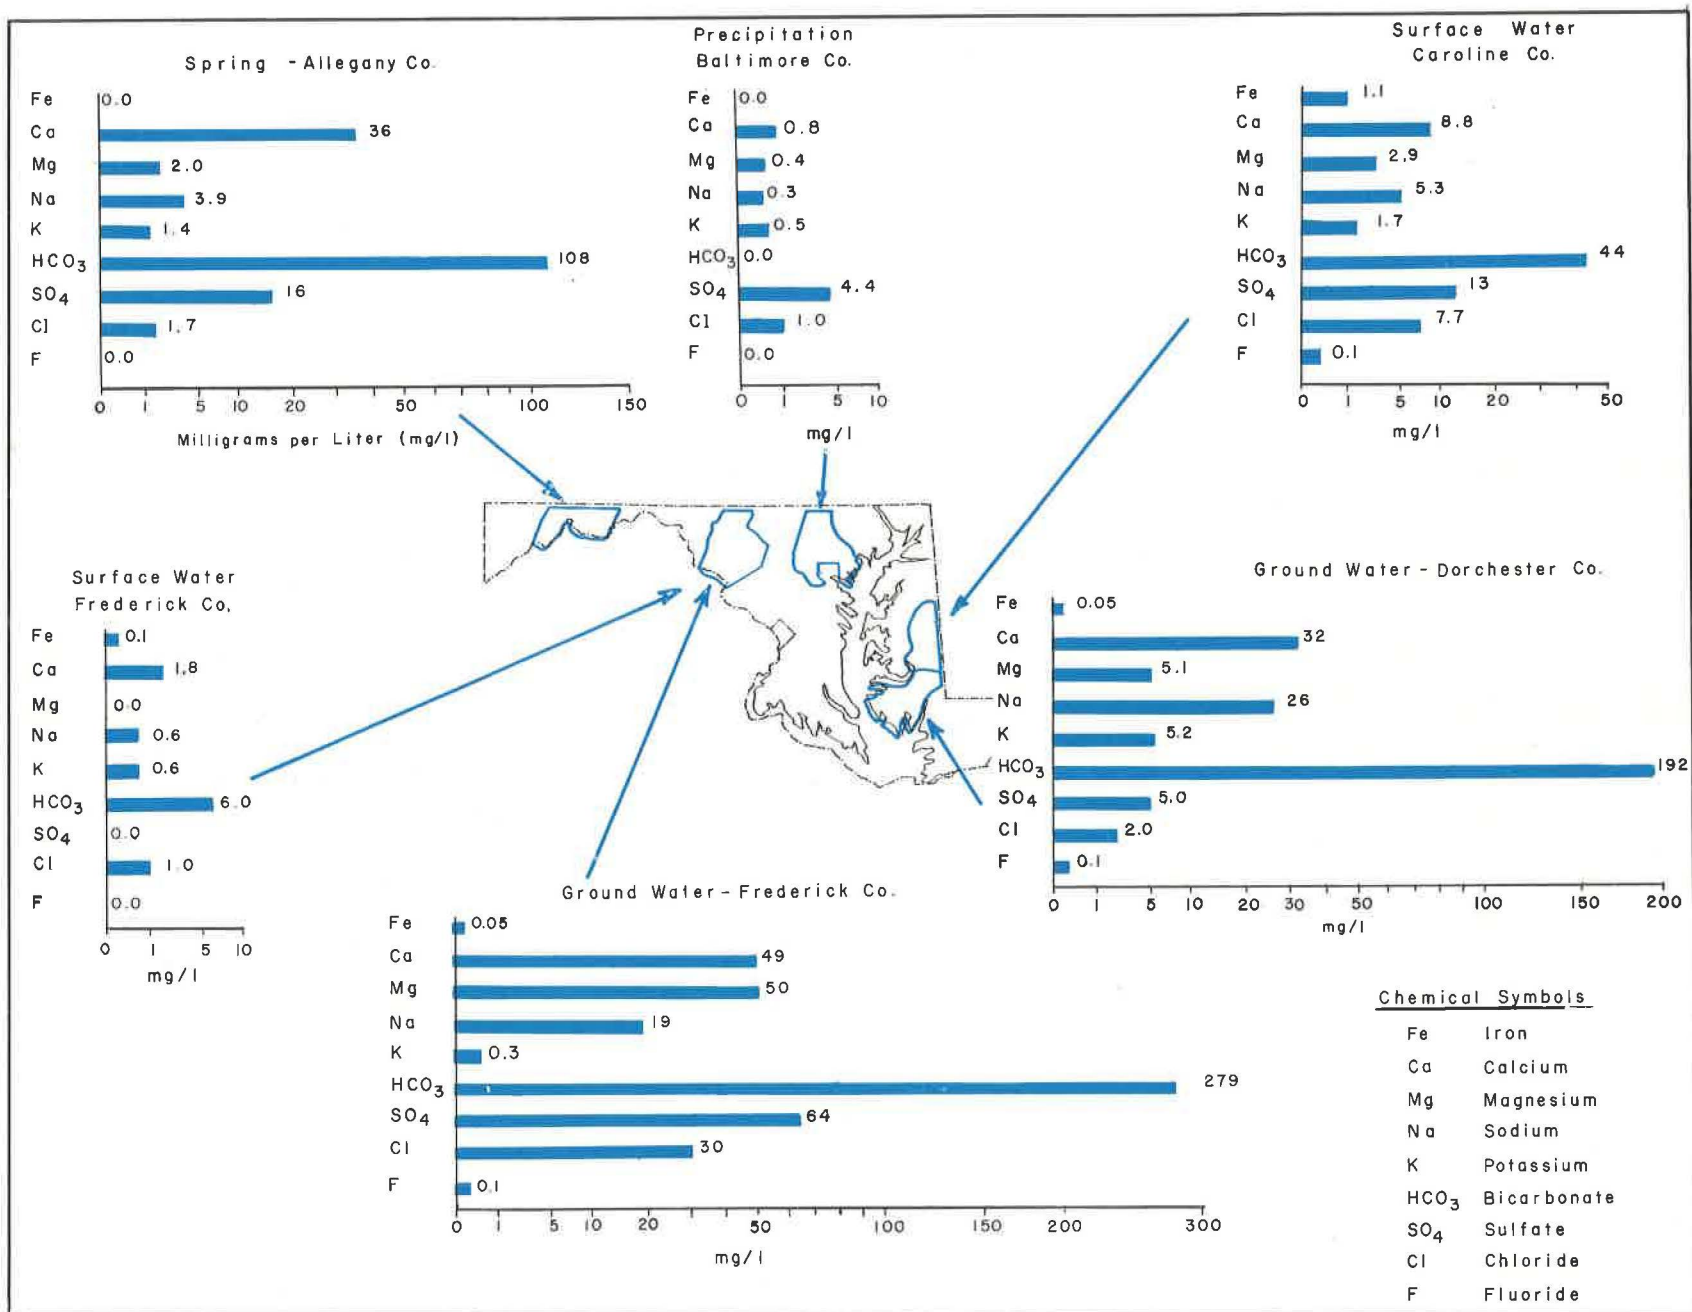 Spring - Allegany Co.
Fe 0.0
Ca 36
Mg 2.0
Na 3.9
K 1.4
HCO3 108
SO4 16
Cl 1.7
F 0.0
0 1 5 10 20 50 100 150
Milligrams per Liter (mg/l)
Precipitation
Baltimore Co.
Fe 0.0
Ca 0.8
Mg 0.4
Na 0.3
K 0.5
HCO3 0.0
SO4 4.4
Cl 1.0
F 0.0
0 1 5 10
mg/l
Surface Water
Caroline Co.
Fe 1.1
Ca 8.8
Mg 2.9
Na 5.3
K 1.7
HCO3 44
SO4 13
Cl 7.7
F 0.1
0 1 5 10 20 50
mg/l
Surface Water
Frederick Co.
Fe 0.1
Ca 1.8
Mg 0.0
Na 0.6
K 0.6
HCO3 6.0
SO4 0.0
Cl 1.0
F 0.0
0 1 5 10
mg/l
Ground Water - Dorchester Co.
Fe 0.05
Ca 32
Mg 5.1
Na 26
K 5.2
HCO3 192
SO4 5.0
Cl 2.0
F 0.1
0 1 5 10 20 30 50 100 150 200
mg/l
Ground Water - Frederick Co.
Fe 0.05
Ca 49
Mg 50
Na 19
K 0.3
HCO3 279
SO4 64
Cl 30
F 0.1
0 1 5 10 20 50 100 150 200 300
mg/l
Chemical Symbols
Fe Iron
Ca Calcium
Mg Magnesium
Na Sodium
K Potassium
HCO3 Bicarbonate
SO4 Sulfate
Cl Chloride
F Fluoride